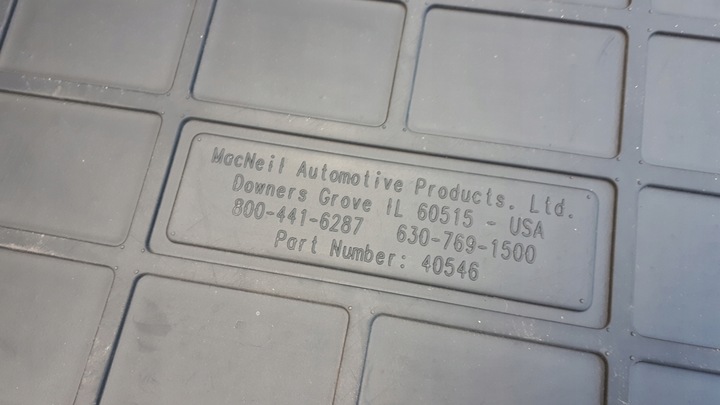 MacNeil Automotive Products. Ltd.
Downers Grove IL 60515 - USA
800-441-6287 630-769-1500
Part Number: 40546